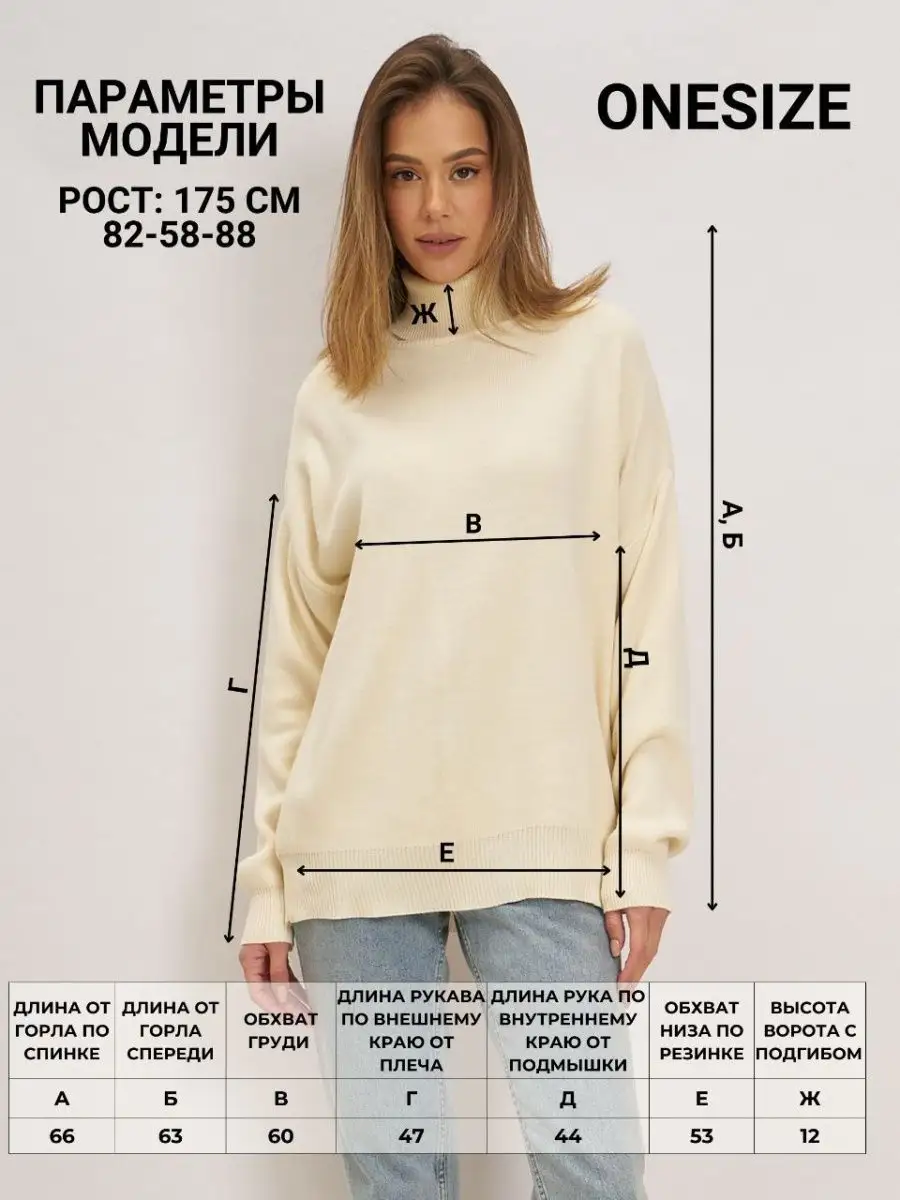 ПАРАМЕТРЫ
МОДЕЛИ
РОСТ: 175 СМ
82-58-88
ONESIZE
Ж
В
А, Б
Г
Д
Е
ДЛИНА ОТ
ГОРЛА ПО
СПИНКЕ
ДЛИНА ОТ
ГОРЛА
СПЕРЕДИ
ОБХВАТ
ГРУДИ
ДЛИНА РУКАВА
ПО ВНЕШНЕМУ
КРАЮ ОТ
ПЛЕЧА
ДЛИНА РУКА ПО
ВНУТРЕННЕМУ
КРАЮ ОТ
ПОДМЫШКИ
ОБХВАТ
НИЗА ПО
РЕЗИНКЕ
ВЫСОТА
ВОРОТА С
ПОДГИБОМ
А Б В Г Д Е Ж
66 63 60 47 44 53 12